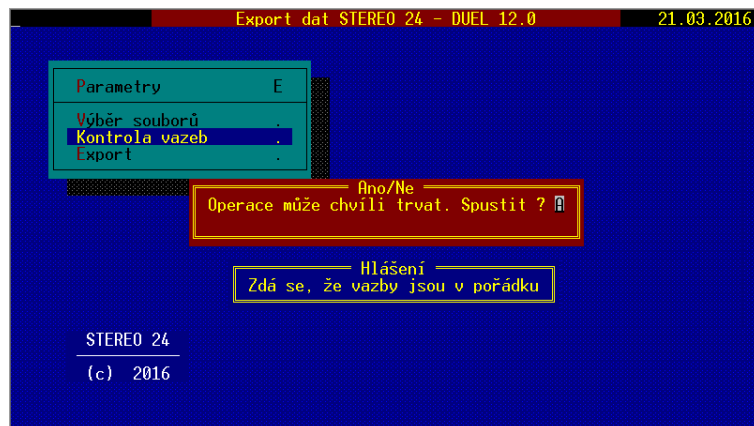 Export dat STEREO 24 - DUEL 12.0 21.03.2016
Parametry E
Výběr souborů .
Kontrola vazeb .
Export .
Ano/Ne
Operace může chvíli trvat. Spustit ? A
Hlášení
Zdá se, že vazby jsou v pořádku
STEREO 24
(c) 2016